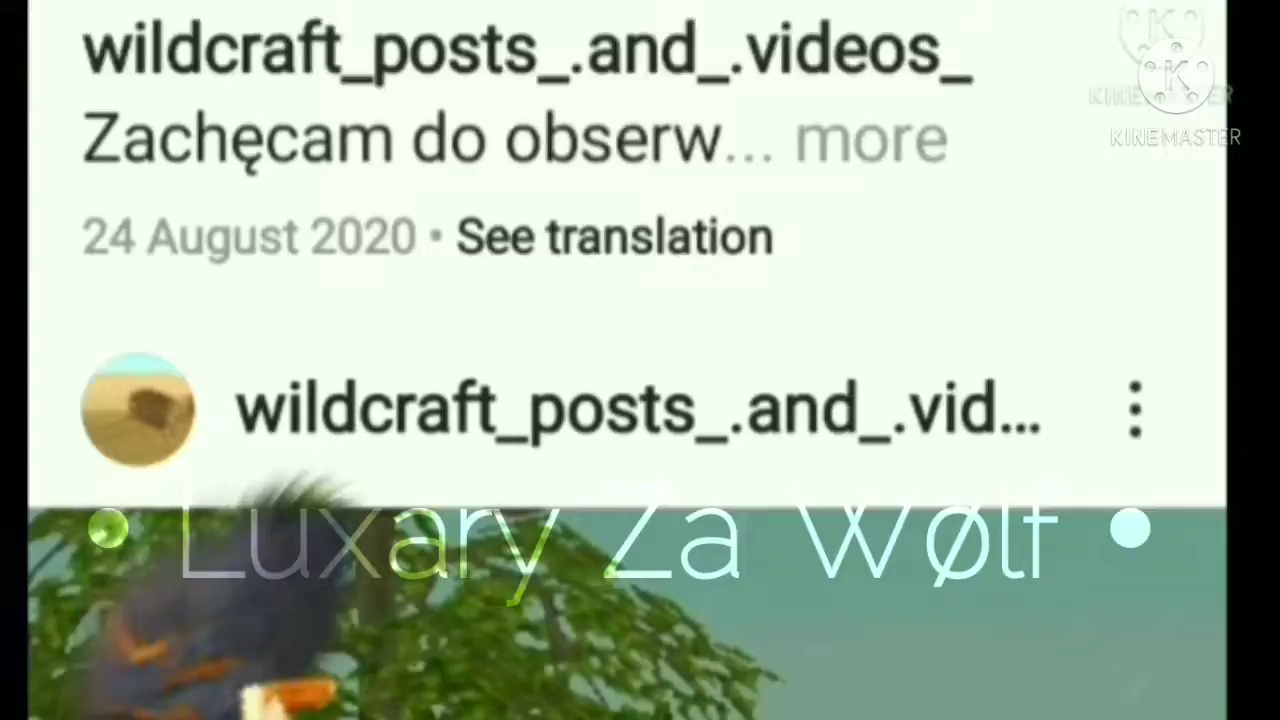 wildcraft_posts_.and_.videos_
Zachęcam do obserw... more
24 August 2020 • See translation
wildcraft_posts_.and_.vid...
• Luxary Za Wølf •
KINEMASTER
KINEMASTER